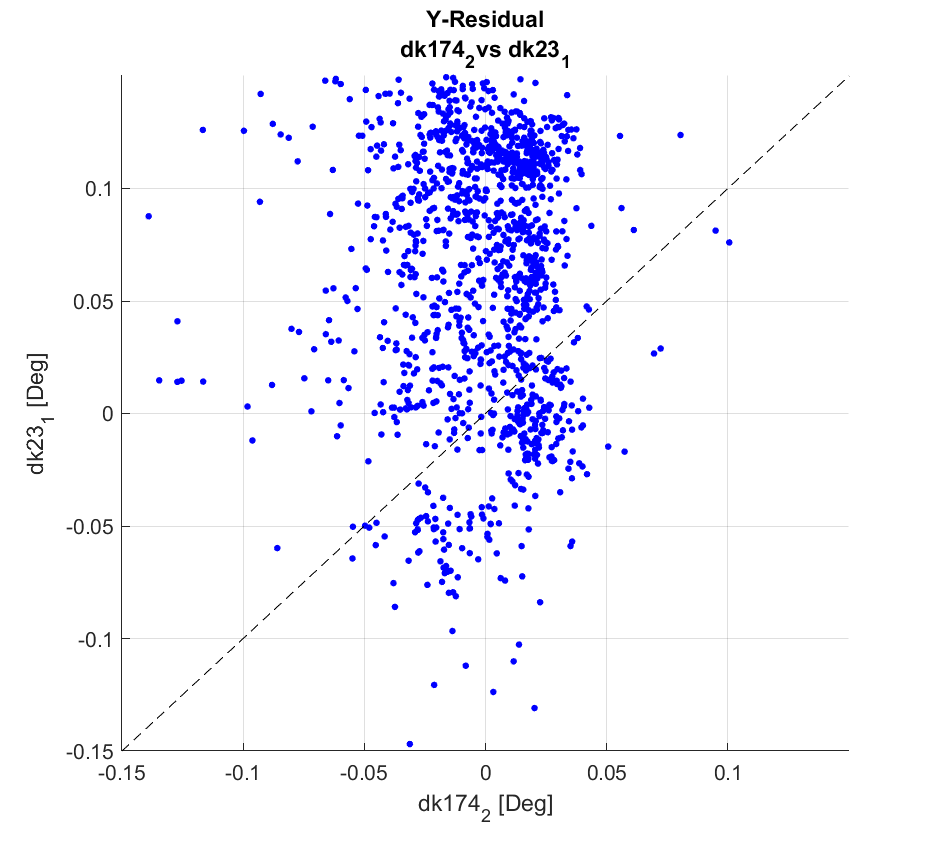 Y-Residual
dk174₂vs dk23₁
0.1
0.05
0
-0.05
-0.1
-0.15
dk23₁ [Deg]
-0.15 -0.1 -0.05 0 0.05 0.1
dk174₂ [Deg]